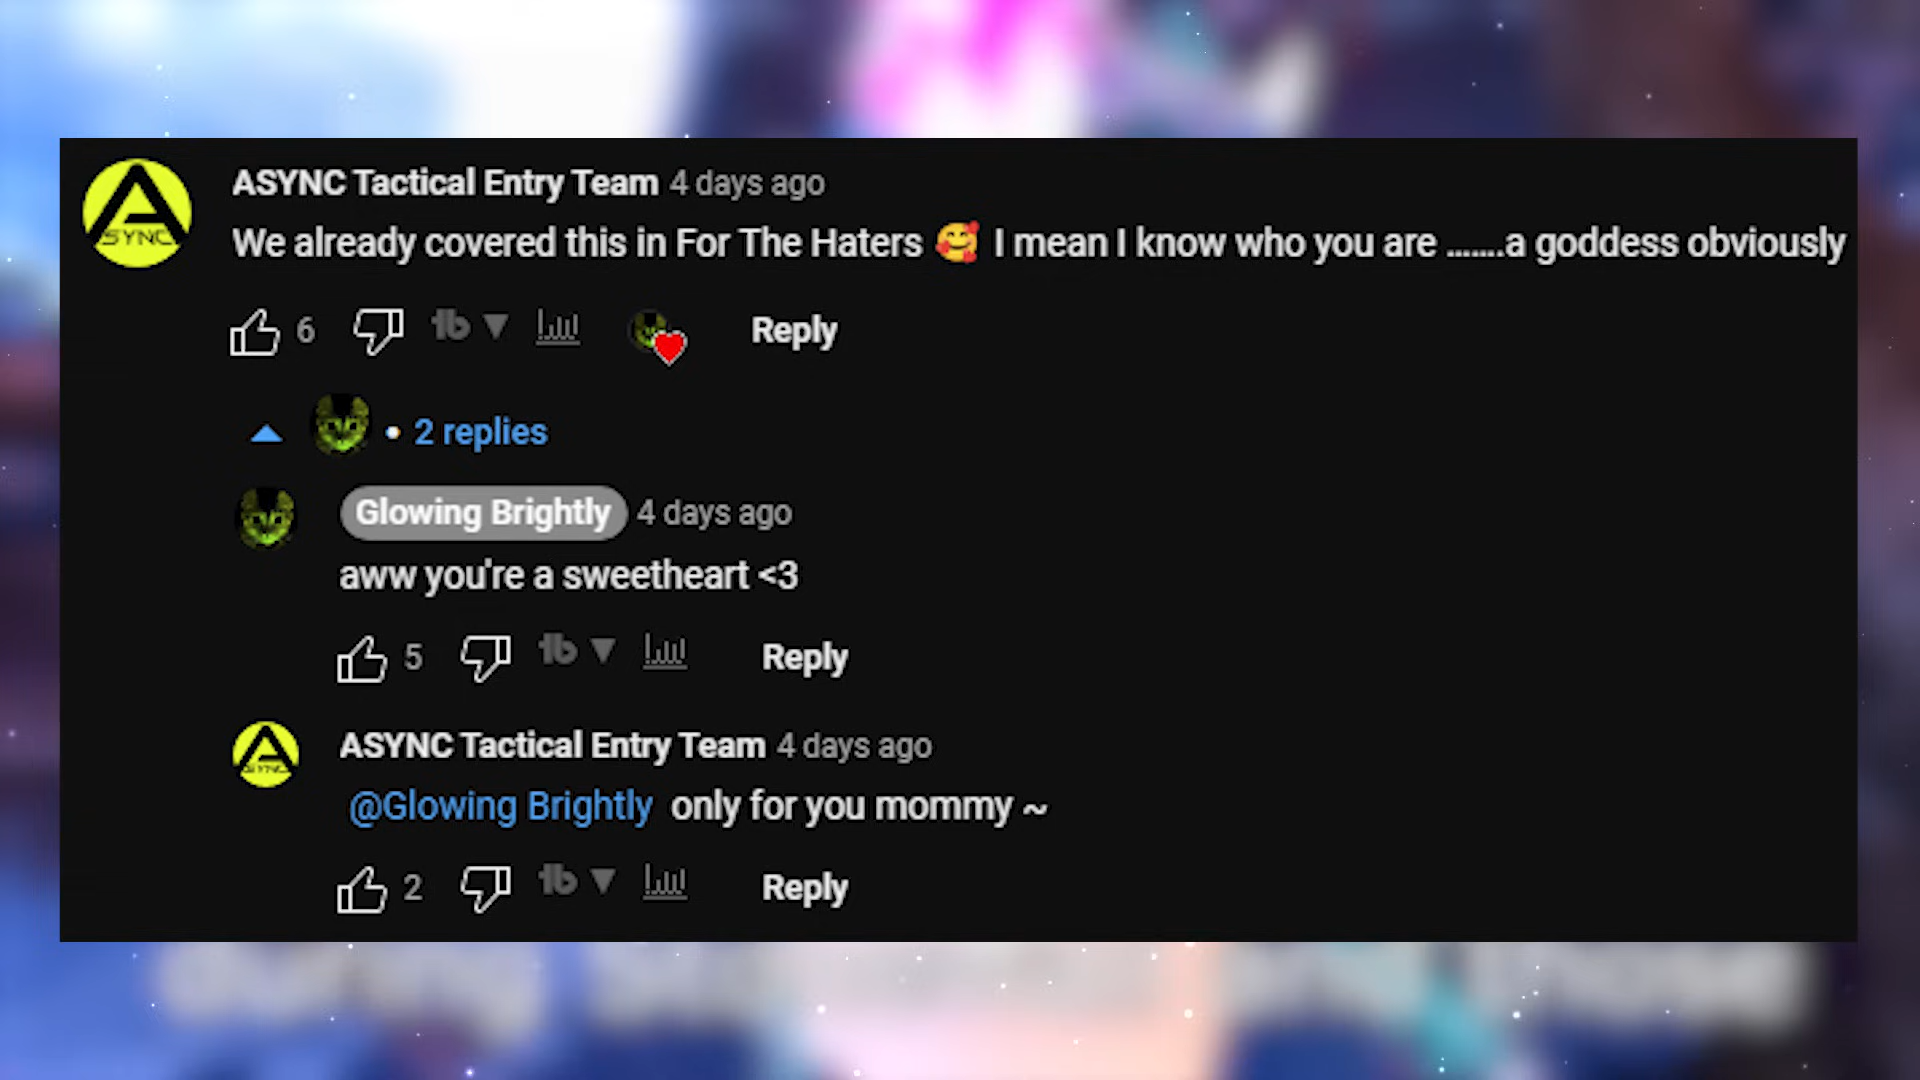 ASYNC Tactical Entry Team 4 days ago
We already covered this in For The Haters 🥰 I mean I know who you are .......a goddess obviously
SYNC
6 Reply
2 replies
Glowing Brightly 4 days ago
aww you're a sweetheart <3
5 Reply
ASYNC Tactical Entry Team 4 days ago
SYNC
@Glowing Brightly only for you mommy ~
2 Reply